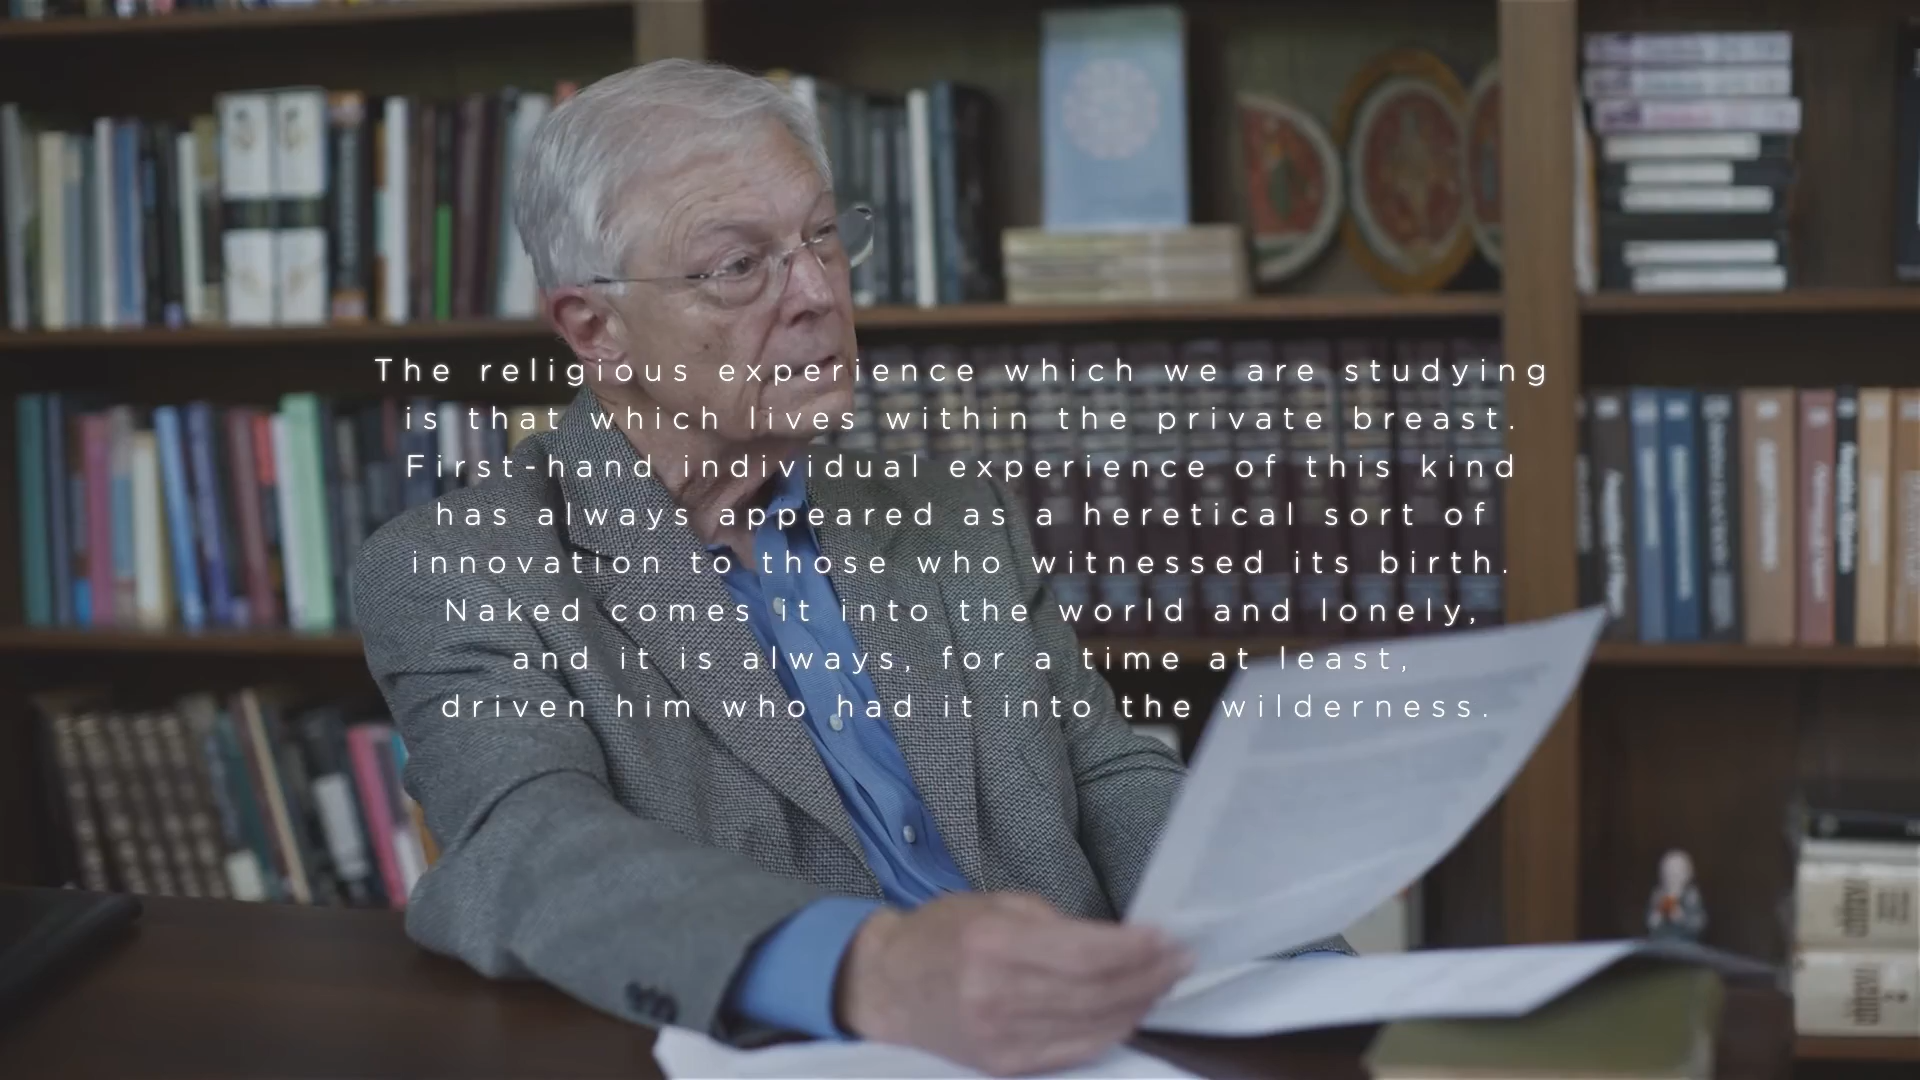 The religious experience which we are studying
is that which lives within the private breast.
First-hand individual experience of this kind
has always appeared as a heretical sort of
innovation to those who witnessed its birth.
Naked comes it into the world and lonely,
and it is always, for a time at least,
driven him who had it into the wilderness.